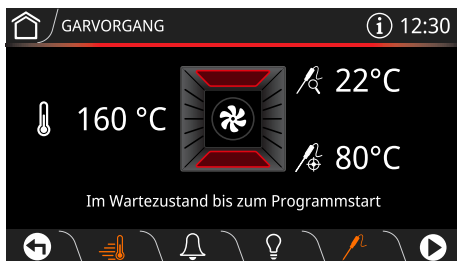 GARVORGANG
i 12:30
160 °C
22°C
80°C
Im Wartezustand bis zum Programmstart